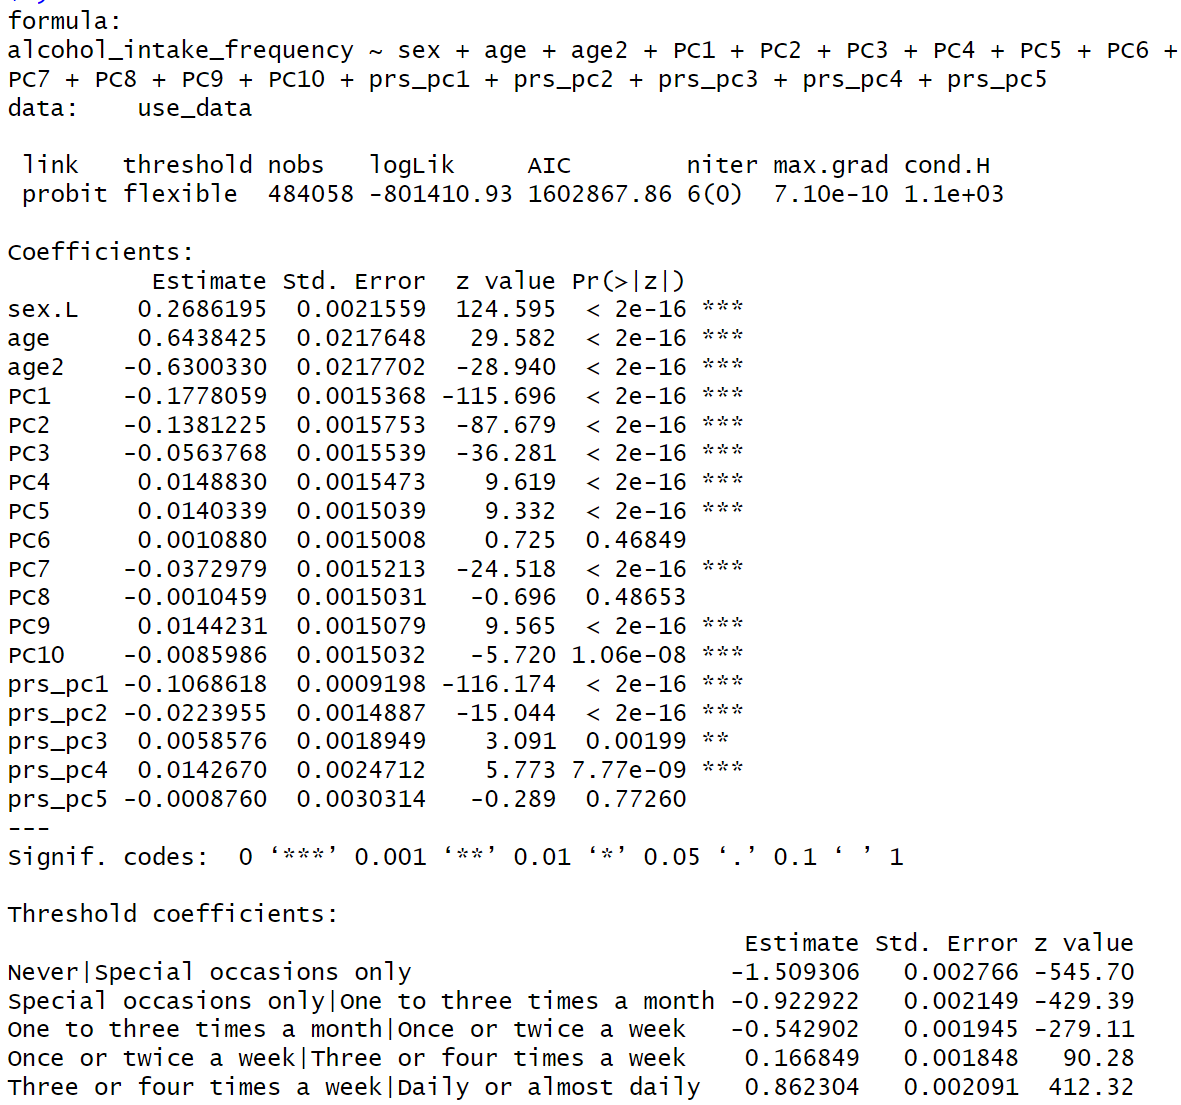 formula:
alcohol_intake_frequency ~ sex + age + age2 + PC1 + PC2 + PC3 + PC4 + PC5 + PC6 +
PC7 + PC8 + PC9 + PC10 + prs_pc1 + prs_pc2 + prs_pc3 + prs_pc4 + prs_pc5
data:    use_data

 link   threshold nobs   logLik     AIC        niter max.grad cond.H
 probit flexible  484058 -801410.93 1602867.86 6(0)  7.10e-10 1.1e+03

Coefficients:
          Estimate Std. Error  z value Pr(>|z|)
sex.L    0.2686195  0.0021559  124.595  < 2e-16 ***
age      0.6438425  0.0217648   29.582  < 2e-16 ***
age2    -0.6300330  0.0217702  -28.940  < 2e-16 ***
PC1     -0.1778059  0.0015368 -115.696  < 2e-16 ***
PC2     -0.1381225  0.0015753  -87.679  < 2e-16 ***
PC3     -0.0563768  0.0015539  -36.281  < 2e-16 ***
PC4      0.0148830  0.0015473    9.619  < 2e-16 ***
PC5      0.0140339  0.0015039    9.332  < 2e-16 ***
PC6      0.0010880  0.0015008    0.725  0.46849
PC7     -0.0372979  0.0015213  -24.518  < 2e-16 ***
PC8     -0.0010459  0.0015031   -0.696  0.48653
PC9      0.0144231  0.0015079    9.565  < 2e-16 ***
PC10    -0.0085986  0.0015032   -5.720 1.06e-08 ***
prs_pc1 -0.1068618  0.0009198 -116.174  < 2e-16 ***
prs_pc2 -0.0223955  0.0014887  -15.044  < 2e-16 ***
prs_pc3  0.0058576  0.0018949    3.091  0.00199 **
prs_pc4  0.0142670  0.0024712    5.773 7.77e-09 ***
prs_pc5 -0.0008760  0.0030314   -0.289  0.77260
---
Signif. codes:  0 ‘***’ 0.001 ‘**’ 0.01 ‘*’ 0.05 ‘.’ 0.1 ‘ ’ 1

Threshold coefficients:
                                                Estimate Std. Error z value
Never|Special occasions only                   -1.509306   0.002766 -545.70
Special occasions only|One to three times a month -0.922922   0.002149 -429.39
One to three times a month|Once or twice a week   -0.542902   0.001945 -279.11
Once or twice a week|Three or four times a week    0.166849   0.001848   90.28
Three or four times a week|Daily or almost daily   0.862304   0.002091  412.32